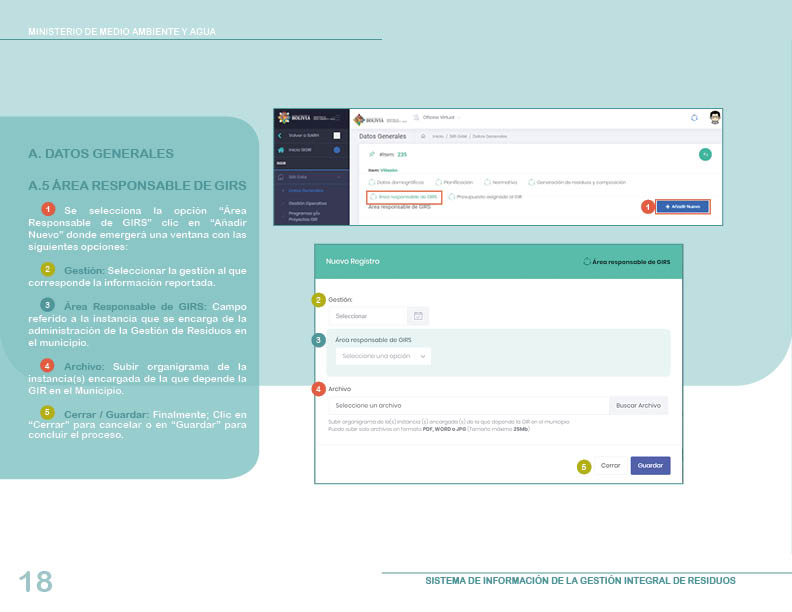 MINISTERIO DE MEDIO AMBIENTE Y AGUA
A. DATOS GENERALES
A.5 ÁREA RESPONSABLE DE GIRS
1 Se selecciona la opción “Área
Responsable de GIRS” clic en “Añadir
Nuevo” donde emergerá una ventana con las
siguientes opciones:
2 Gestión: Seleccionar la gestión al que
corresponde la información reportada.
3 Área Responsable de GIRS: Campo
referido a la instancia que se encarga de la
administración de la Gestión de Residuos en
el municipio.
4 Archivo: Subir organigrama de la
instancia(s) encargada de la que depende la
GIR en el Municipio.
5 Cerrar / Guardar: Finalmente; Clic en
“Cerrar” para cancelar o en “Guardar” para
concluir el proceso.
BOLIVIA
BOLIVIA
Oficina Virtual
Volver a SIARH
Inicio SIGIR
SIGIR
SIR Gold
Datos Generales
Gestión Operativa
Programas y/o
Proyectos GIR
Datos Generales
Inicio / SIR Gold / Datos Generales
#Item: 235
Item: Villazón
Datos demográficos
Planificación
Normativa
Generación de residuos y composición
Área responsable de GIRS
Presupuesto asignado al GIR
Área responsable de GIRS
1
+ Añadir Nuevo
Nuevo Registro
Área responsable de GIRS
2 Gestión:
Seleccionar
3 Área responsable de GIRS
Seleccione una opción
4 Archivo
Seleccione un archivo
Buscar Archivo
Subir organigrama de la(s) instancia(s) encargada(s) de la que depende la GIR en el municipio
Puede subir solo archivos en formato PDF, WORD o JPG (Tamaño máximo 25Mb)
5 Cerrar
Guardar
18
SISTEMA DE INFORMACIÓN DE LA GESTIÓN INTEGRAL DE RESIDUOS